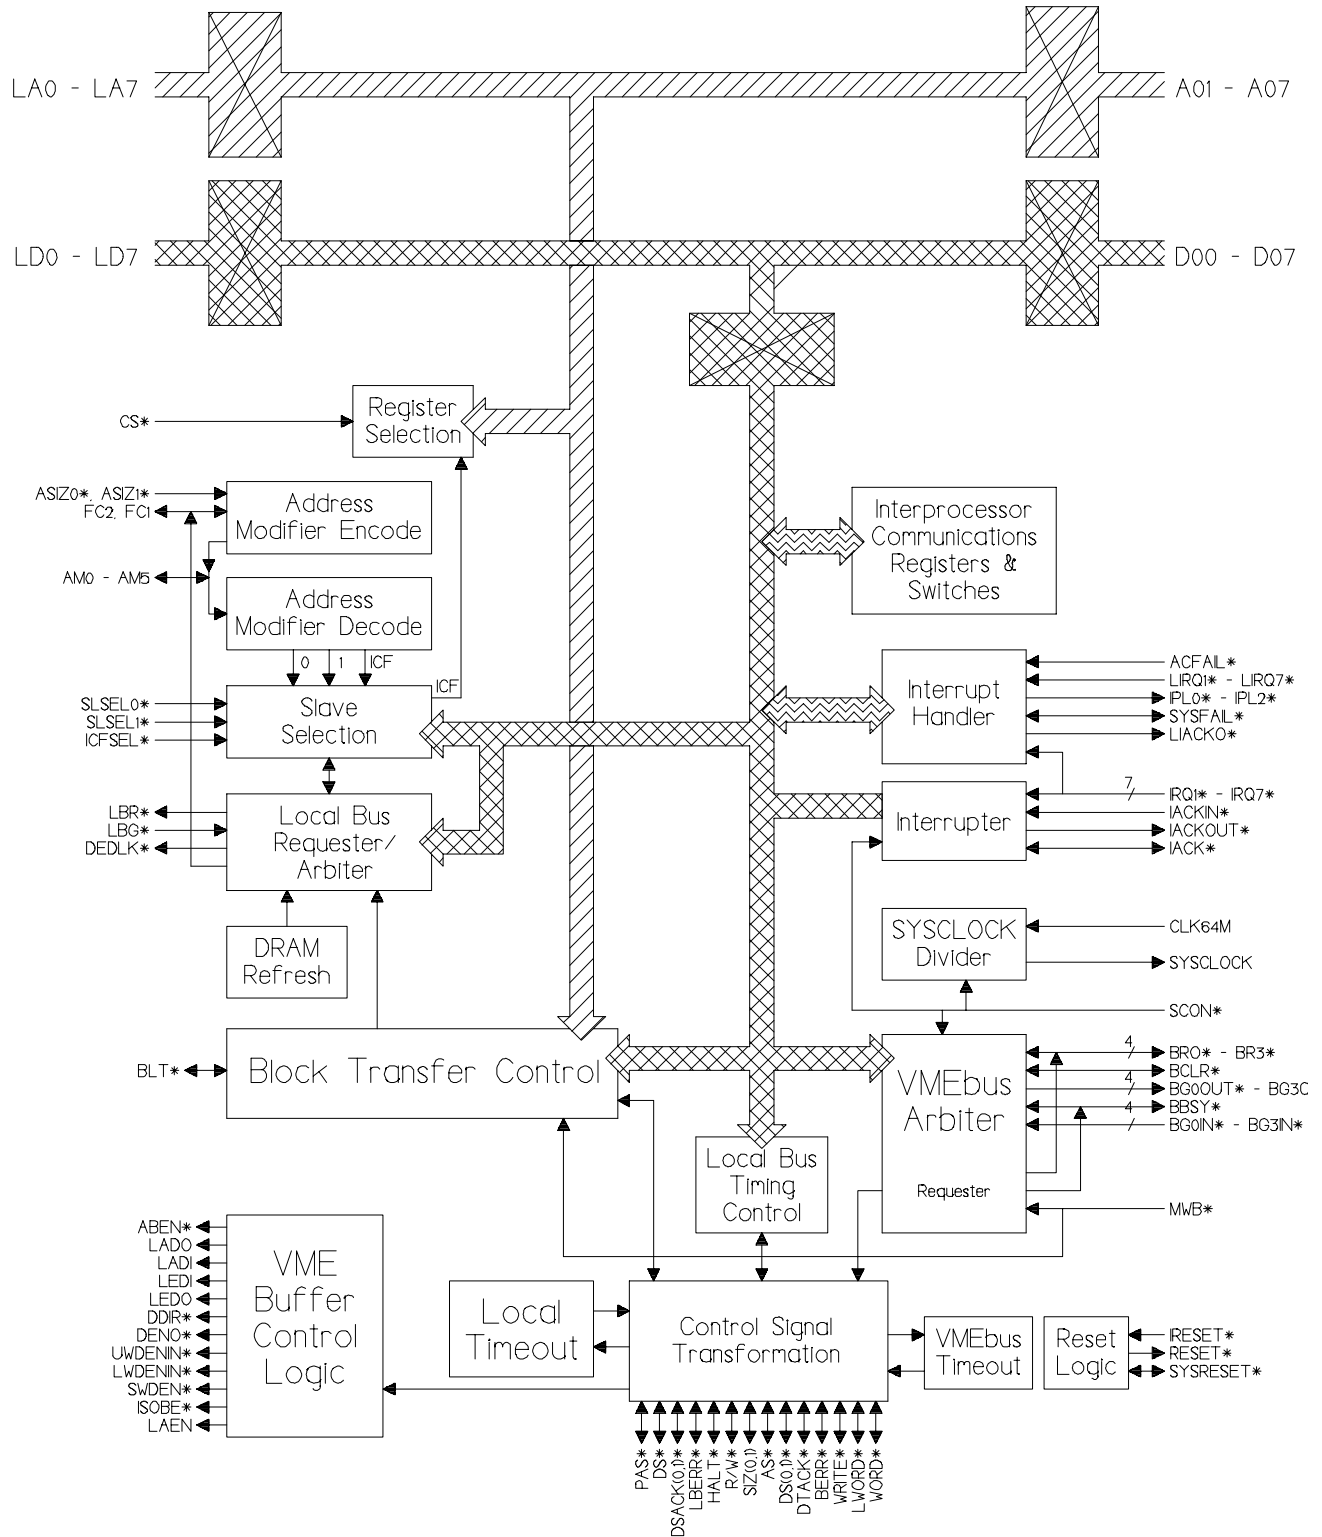 LA0 - LA7
A01 - A07
LD0 - LD7
D00 - D07
CS*
Register
Selection
ASIZ0*, ASIZ1*
FC2, FC1
Address
Modifier Encode
AM0 - AM5
Address
Modifier Decode
0
1
ICF
ICF
SLSEL0*
SLSEL1*
ICFSEL*
Slave
Selection
LBR*
LBG*
DEDLK*
Local Bus
Requester/
Arbiter
DRAM
Refresh
BLT*
Block Transfer Control
Interprocessor
Communications
Registers &
Switches
Interrupt
Handler
ACFAIL*
LIRQ1* - LIRQ7*
IPL0* - IPL2*
SYSFAIL*
LIACKO*
Interrupter
7
IRQ1* - IRQ7*
IACKIN*
IACKOUT*
IACK*
SYSCLOCK
Divider
CLK64M
SYSCLOCK
SCON*
VMEbus
Arbiter
Requester
4
BR0* - BR3*
BCLR*
4
BG0OUT* - BG3O
BBSY*
4
BG0IN* - BG3IN*
MWB*
Local Bus
Timing
Control
ABEN*
LADO
LADI
LEDI
LEDO
DDIR*
DENO*
UWDENIN*
LWDENIN*
SWDEN*
ISOBE*
LAEN
VME
Buffer
Control
Logic
Local
Timeout
Control Signal
Transformation
VMEbus
Timeout
Reset
Logic
IRESET*
RESET*
SYSRESET*
PAS*
DS*
DSACK(0,1)*
LBERR*
HALT*
R/W*
SIZ(0,1)
AS*
DS(0,1)*
DTACK*
BERR*
WRITE*
LWORD*
WORD*